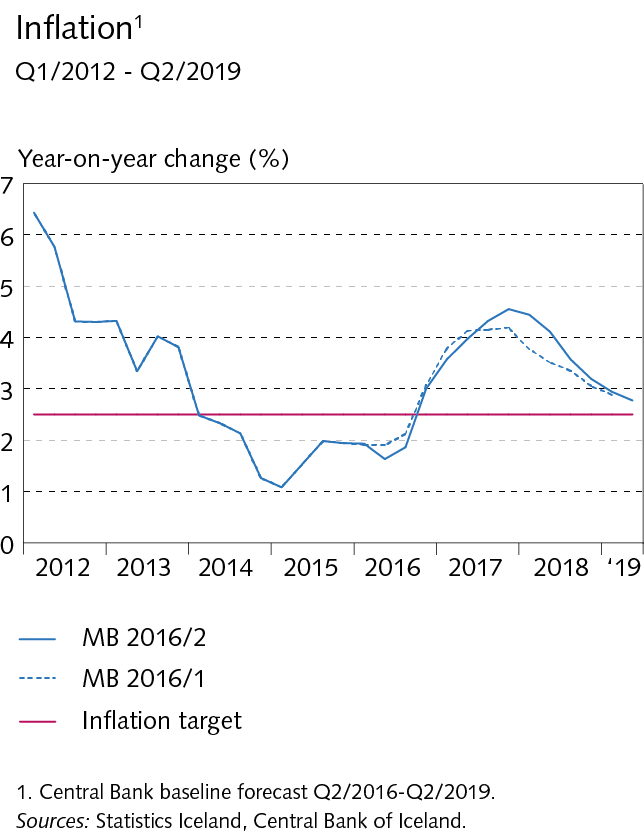 Inflation¹
Q1/2012 - Q2/2019
Year-on-year change (%)
7
6
5
4
3
2
1
0
2012 2013 2014 2015 2016 2017 2018 ‘19
MB 2016/2
MB 2016/1
Inflation target
1. Central Bank baseline forecast Q2/2016-Q2/2019.
Sources: Statistics Iceland, Central Bank of Iceland.